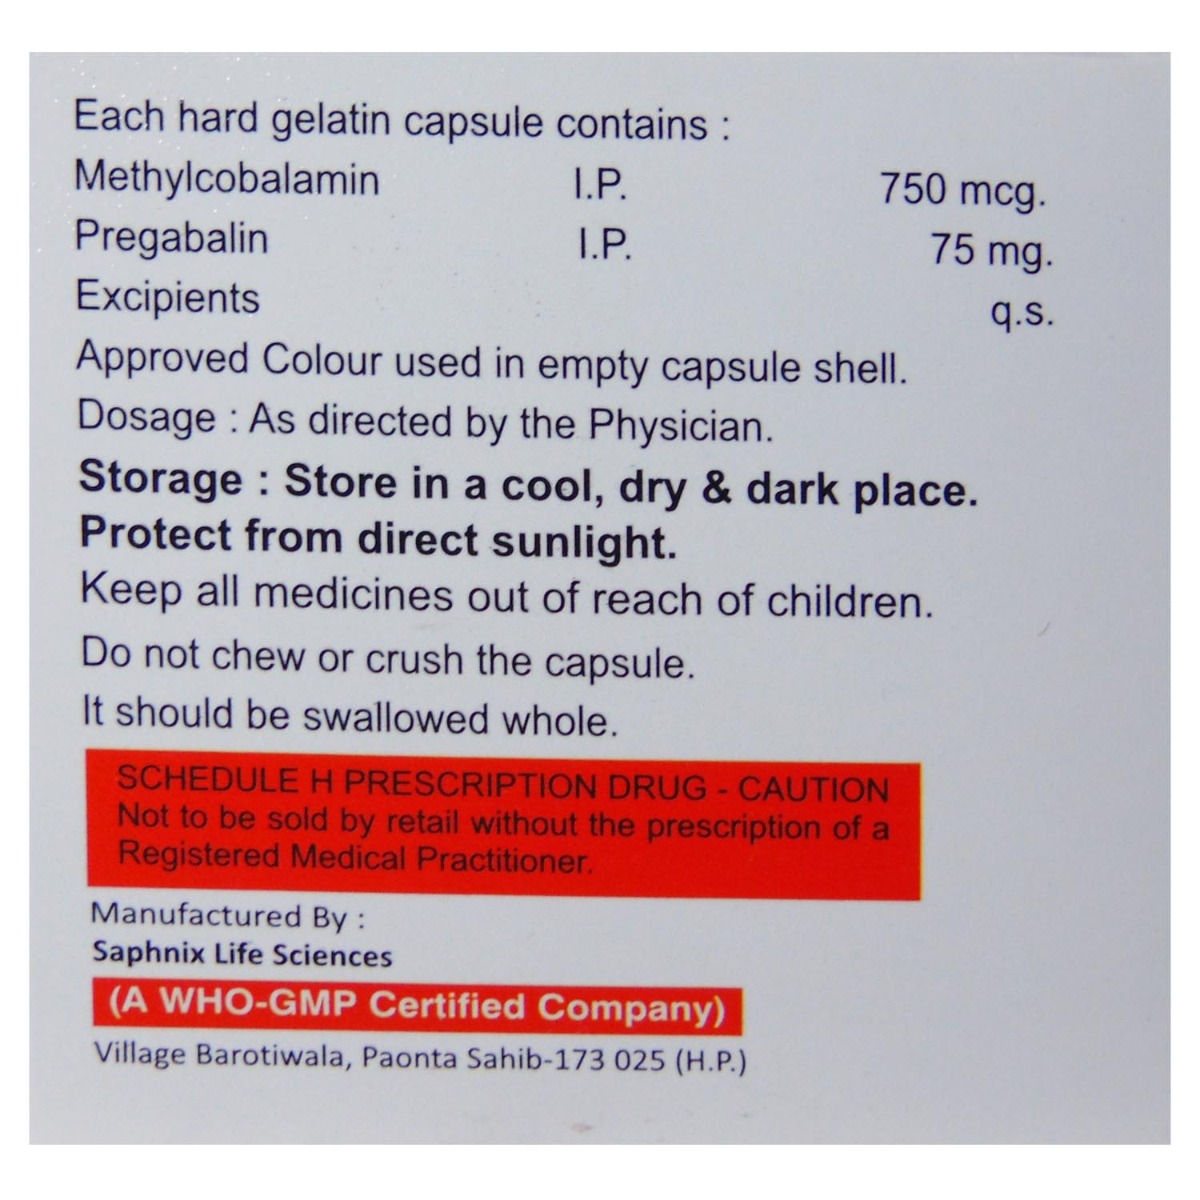 Each hard gelatin capsule contains :
Methylcobalamin I.P. 750 mcg.
Pregabalin I.P. 75 mg.
Excipients q.s.
Approved Colour used in empty capsule shell.
Dosage : As directed by the Physician.
Storage : Store in a cool, dry & dark place.
Protect from direct sunlight.
Keep all medicines out of reach of children.
Do not chew or crush the capsule.
It should be swallowed whole.
SCHEDULE H PRESCRIPTION DRUG - CAUTION
Not to be sold by retail without the prescription of a
Registered Medical Practitioner.
Manufactured By :
Saphnix Life Sciences
(A WHO-GMP Certified Company)
Village Barotiwala, Paonta Sahib-173 025 (H.P.)